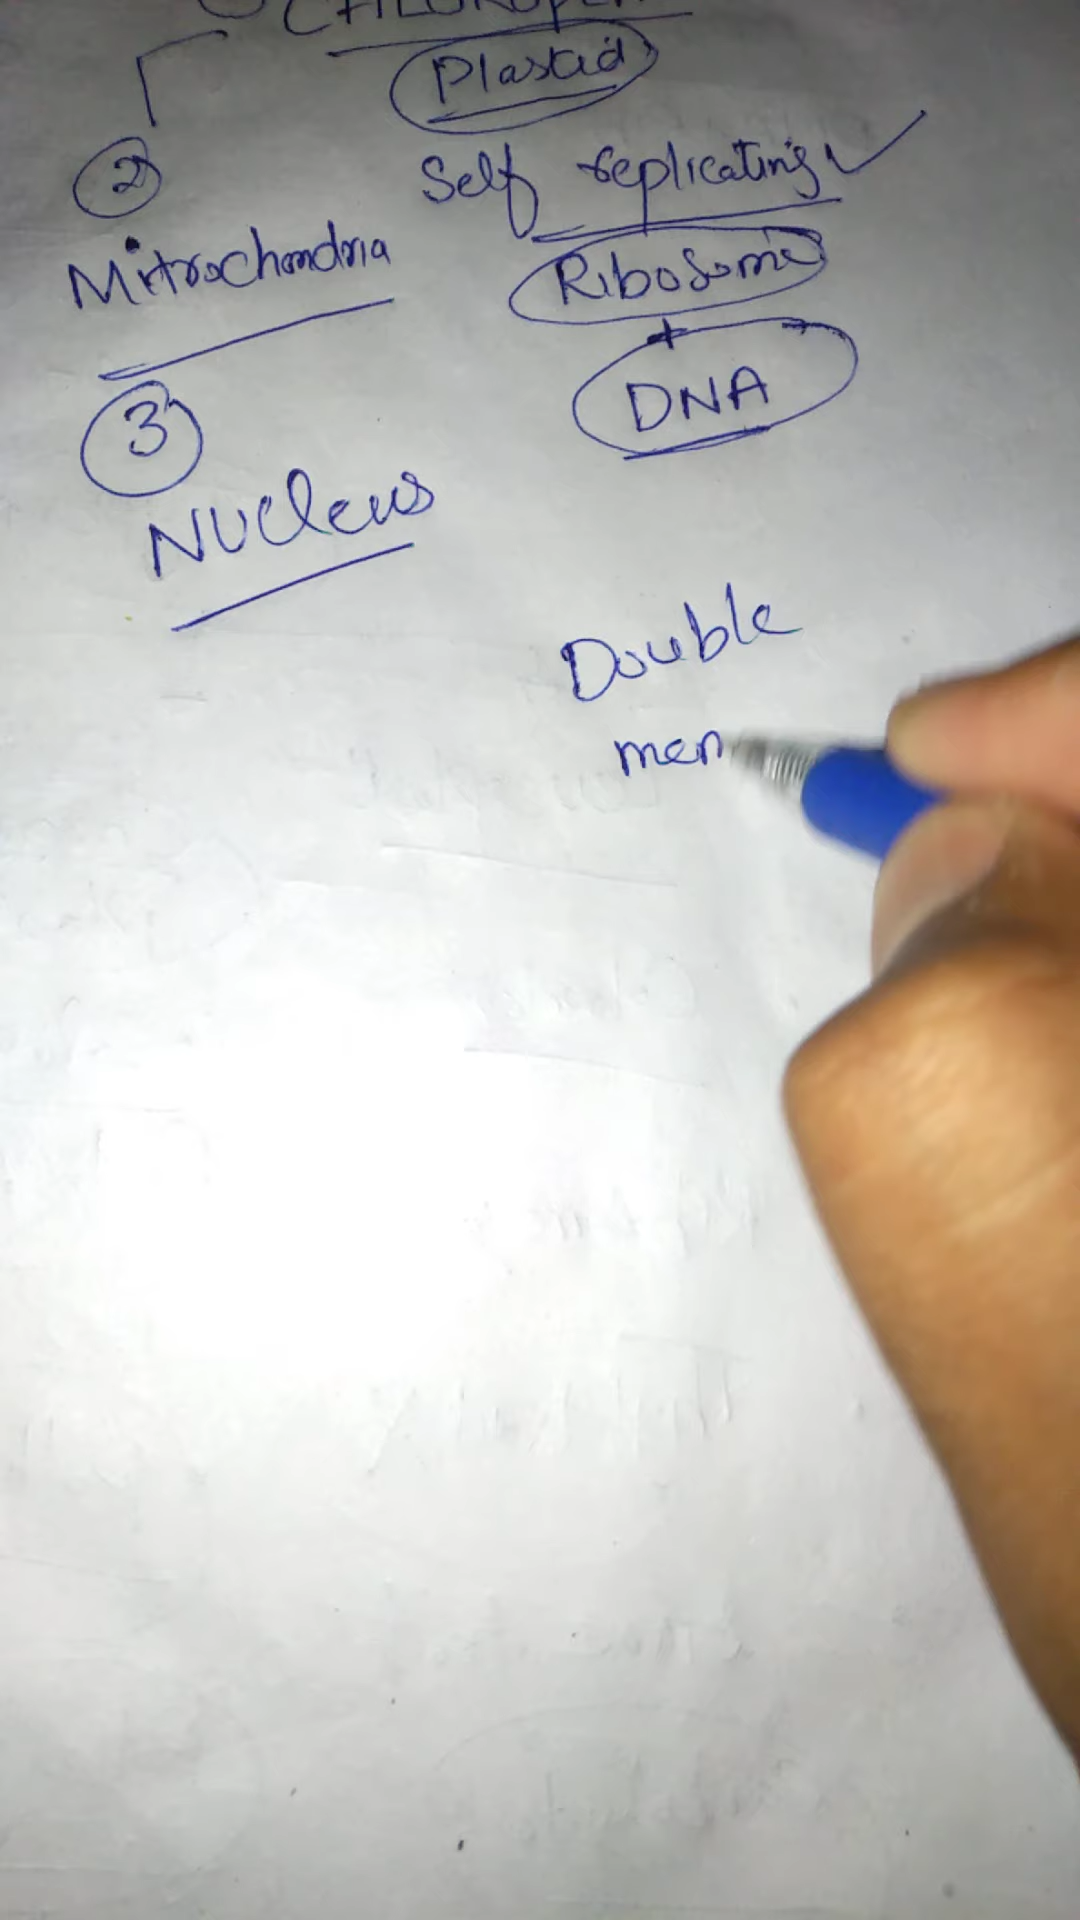 Plastid
②
Self replicating ✓
Mitrochondria
Ribosome
+
DNA
③
Nucleus
Double
mem